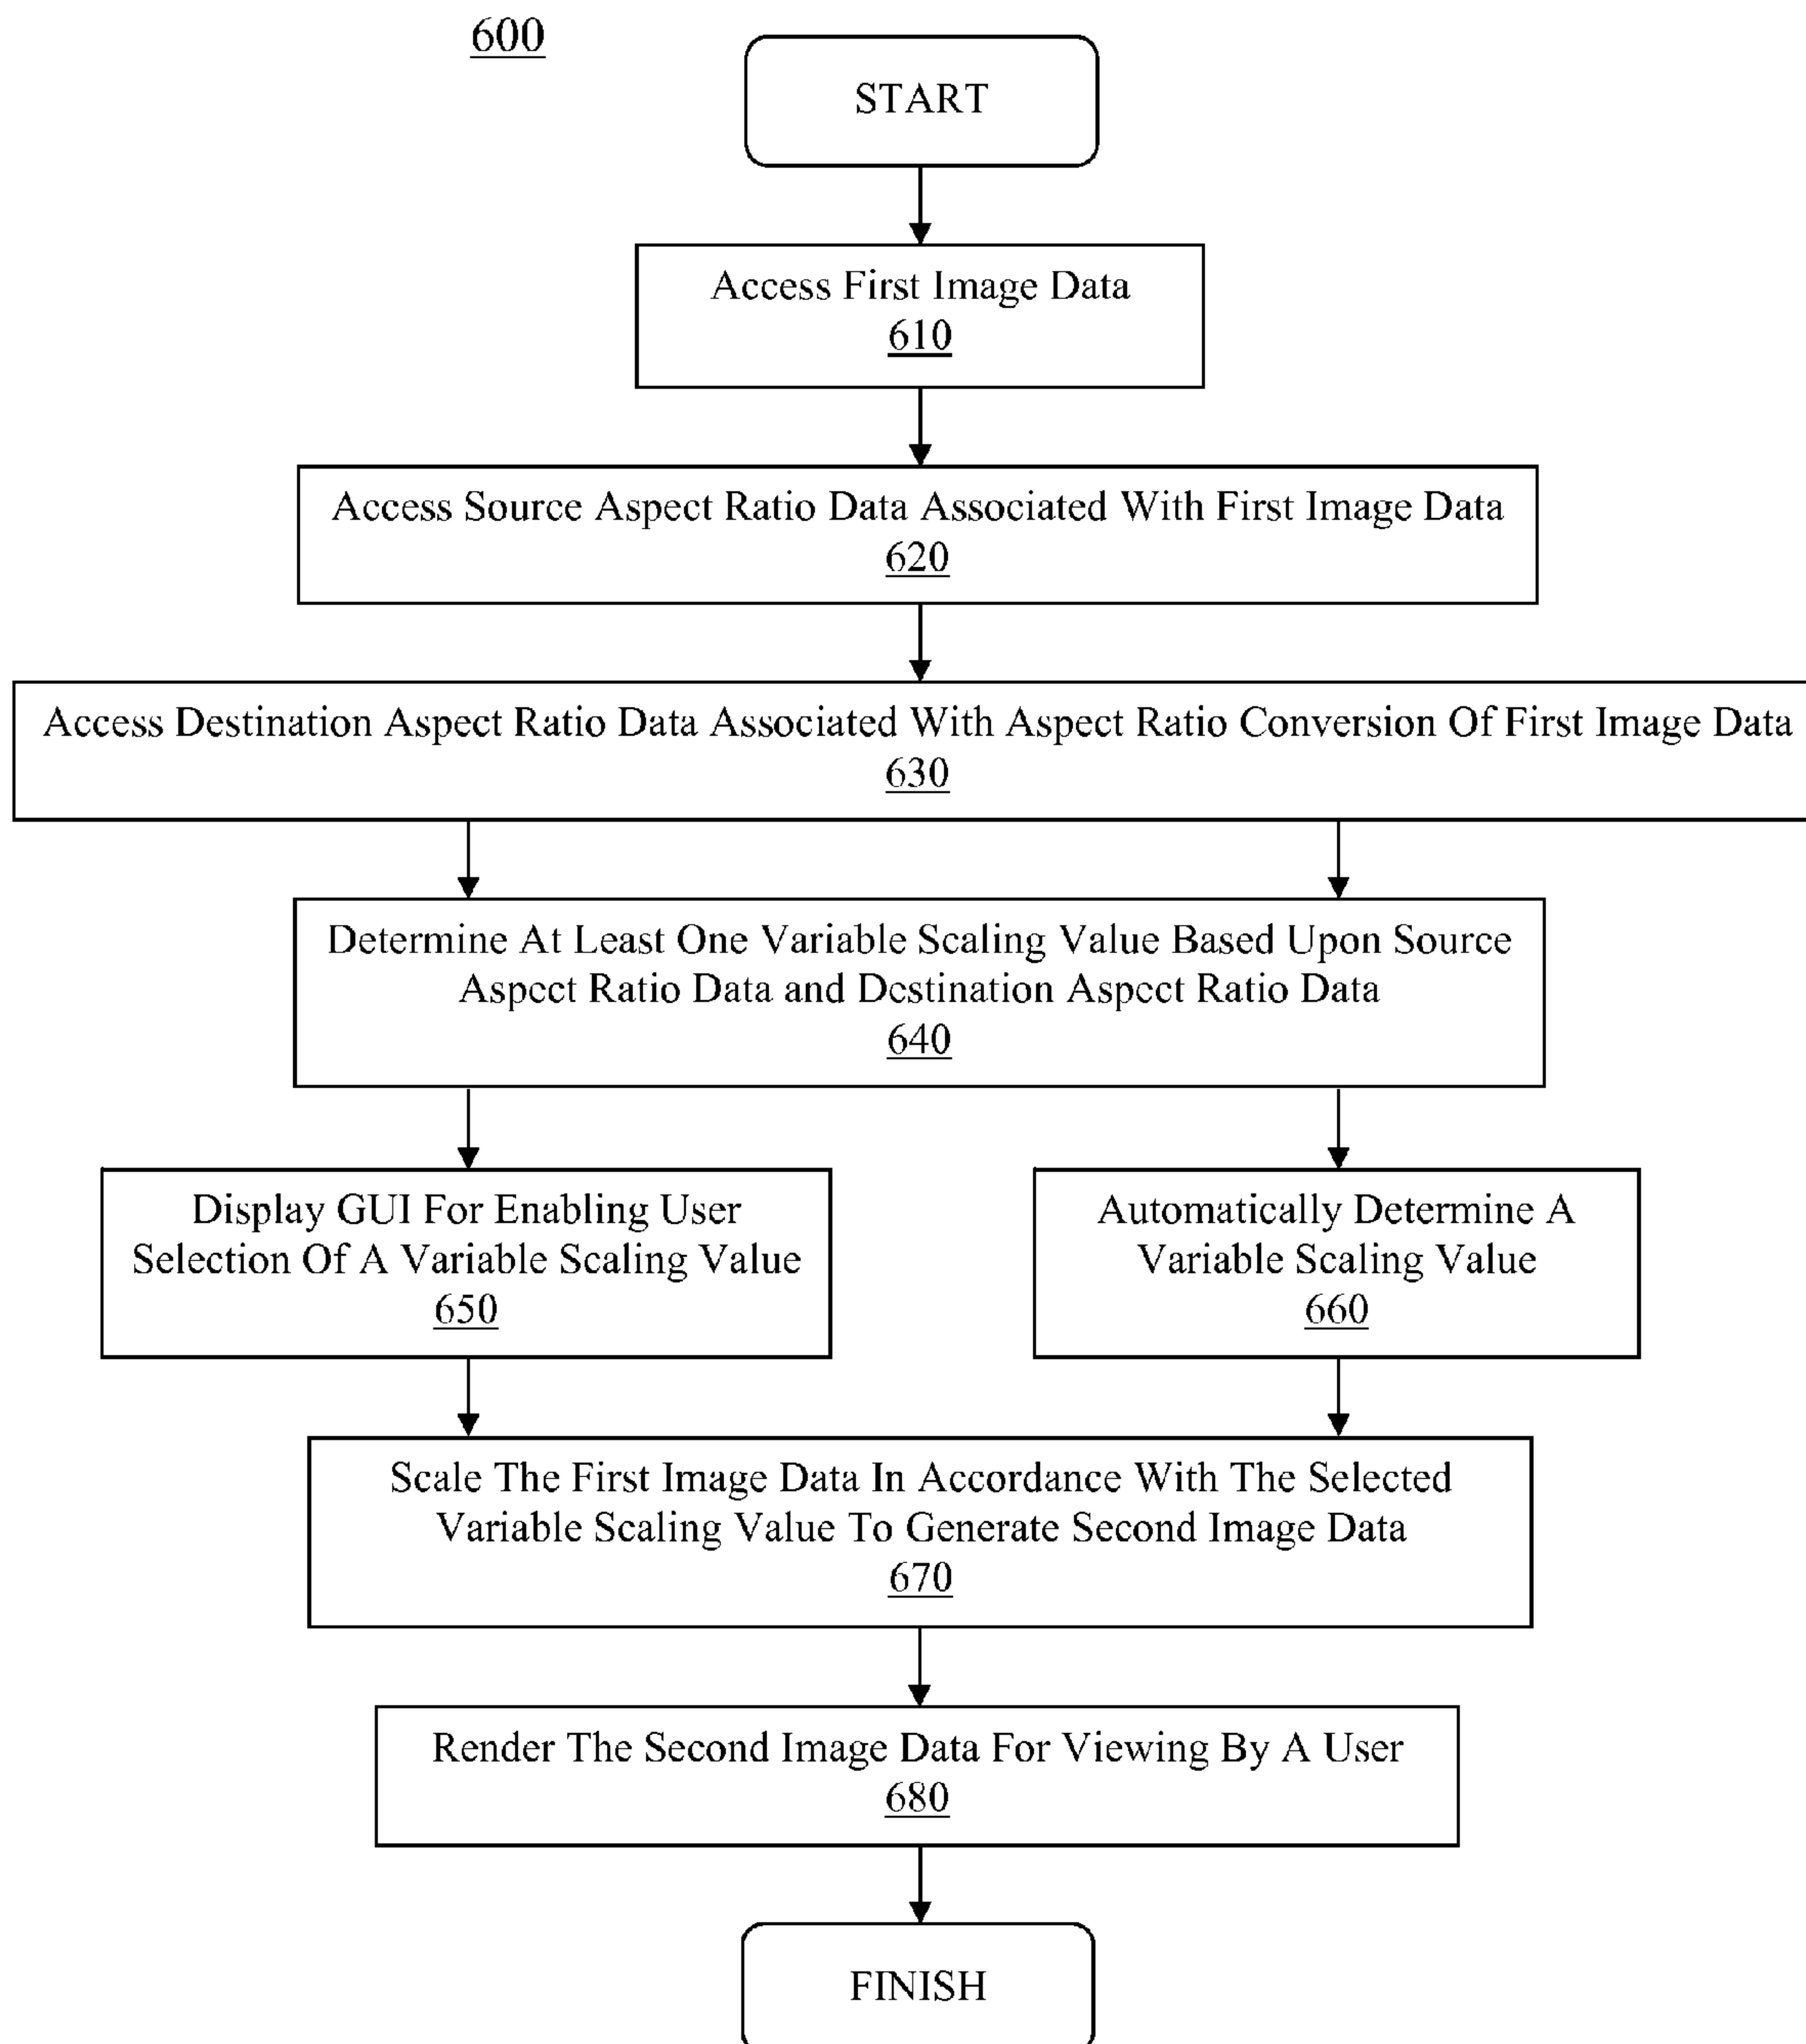 600
START
Access First Image Data
610
Access Source Aspect Ratio Data Associated With First Image Data
620
Access Destination Aspect Ratio Data Associated With Aspect Ratio Conversion Of First Image Data
630
Determine At Least One Variable Scaling Value Based Upon Source
Aspect Ratio Data and Destination Aspect Ratio Data
640
Display GUI For Enabling User
Selection Of A Variable Scaling Value
650
Automatically Determine A
Variable Scaling Value
660
Scale The First Image Data In Accordance With The Selected
Variable Scaling Value To Generate Second Image Data
670
Render The Second Image Data For Viewing By A User
680
FINISH